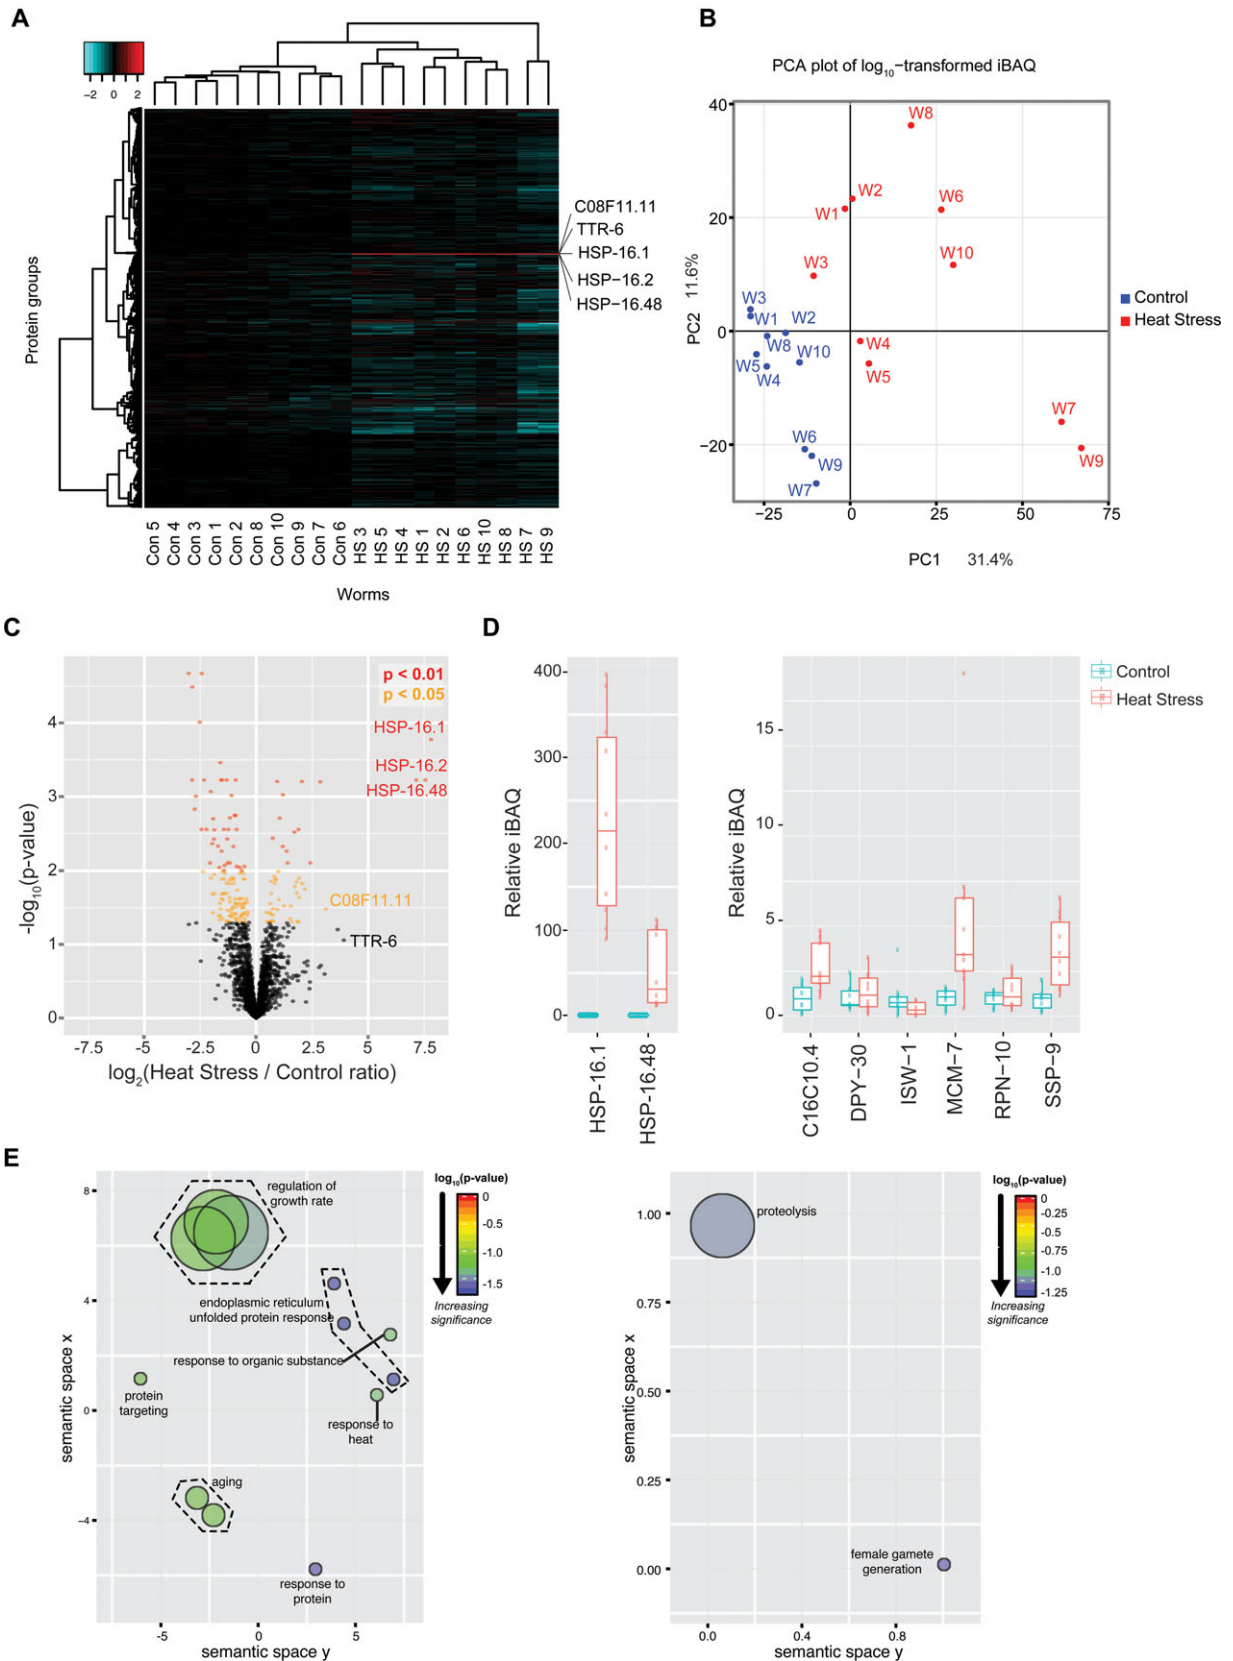 A
−2 0 2
Protein groups
C08F11.11
TTR-6
HSP-16.1
HSP−16.2
HSP−16.48
Con 5
Con 4
Con 3
Con 1
Con 2
Con 8
Con 10
Con 9
Con 7
Con 6
HS 3
HS 5
HS 4
HS 1
HS 2
HS 6
HS 10
HS 8
HS 7
HS 9
Worms
B
PCA plot of log10−transformed iBAQ
40
20
0
−20
PC2 11.6%
W8
W2
W1
W6
W10
W3
W3
W1
W2
W8
W10
W5
W4
W4
W5
W6
W9
W7
W7
W9
−25 0 25 50 75
PC1 31.4%
Control
Heat Stress
C
p < 0.01
p < 0.05
HSP-16.1
HSP-16.2
HSP-16.48
C08F11.11
TTR-6
4
3
2
1
0
-log10(p-value)
-7.5 -5 -2.5 0 2.5 5 7.5
log2(Heat Stress / Control ratio)
D
400
300
200
100
0
Relative iBAQ
HSP−16.1
HSP−16.48
15
10
5
0
Relative iBAQ
C16C10.4
DPY−30
ISW−1
MCM−7
RPN−10
SSP−9
Control
Heat Stress
E
8
4
0
−4
semantic space x
regulation of
growth rate
endoplasmic reticulum
unfolded protein response
response to organic substance
protein
targeting
response to
heat
aging
response to
protein
-5 0 5
semantic space y
log10(p-value)
0
-0.5
-1.0
-1.5
Increasing
significance
1.00
0.75
0.50
0.25
0.00
semantic space x
proteolysis
female gamete
generation
0.0 0.4 0.8
semantic space y
log10(p-value)
0
-0.25
-0.5
-0.75
-1.0
-1.25
Increasing
significance